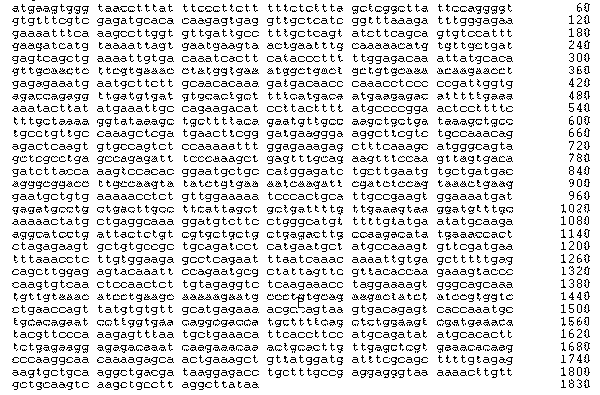 atgaagtggg taacctttat ttcccttctt tttctcttta gctcggctta ttccaggggt 60
gtgtttcgtc gagatgcaca caagagtgag gttgctcatc ggtttaaaga tttgggagaa 120
gaaaatttca aagccttggt gttgattgcc tttgctcagt atcttcagca gtgtccattt 180
gaagatcatg taaaattagt gaatgaagta actgaatttg caaaaacatg tgttgctgat 240
gagtcagctg aaaattgtga caaatcactt catacccttt ttggagacaa attatgcaca 300
gttgcaactc ttcgtgaaac ctatggtgaa atggctgact gctgtgcaaa acaagaacct 360
gagagaaatg aatgcttctt gcaacacaaa gatgacaacc caaacctccc ccgattggtg 420
agaccagagg ttgatgtgat gtgcactgct tttcatgaca atgaagagac atttttgaaa 480
aaatacttat atgaaattgc cagaagacat ccttactttt atgccccgga actccttttc 540
tttgctaaaa ggtataaagc tgcttttaca gaatgttgcc aagctgctga taaagctgcc 600
tgcctgttgc caaagctcga tgaacttcgg gatgaaggga aggcttcgtc tgccaaacag 660
agactcaagt gtgccagtct ccaaaaattt ggagaaagag ctttcaaagc atgggcagta 720
gctcgcctga gccagagatt tcccaaagct gagtttgcag aagtttccaa gttagtgaca 780
gatcttacca aagtccacac ggaatgctgc catggagatc tgcttgaatg tgctgatgac 840
agggcggacc ttgccaagta tatctgtgaa aatcaagatt cgatctccag taaactgaag 900
gaatgctgtg aaaaacctct gttggaaaaa tcccactgca ttgccgaagt ggaaaatgat 960
gagatgcctg ctgacttgcc ttcattagct gctgattttg ttgaaagtaa ggatgtttgc 1020
aaaaactatg ctgaggcaaa ggatgtcttc ctgggcatgt ttttgtatga atatgcaaga 1080
aggcatcctg attactctgt cgtgctgctg ctgagacttg ccaagacata tgaaaccact 1140
ctagagaagt gctgtgccgc tgcagatcct catgaatgct atgccaaagt gttcgatgaa 1200
tttaaacctc ttgtggaaga gcctcagaat ttaatcaaac aaaattgtga gctttttgag 1260
cagcttggag agtacaaatt ccagaatgcg ctattagttc gttacaccaa gaaagtaccc 1320
caagtgtcaa ctccaactct tgtagaggtc tcaagaaacc taggaaaagt gggcagcaaa 1380
tgttgtaaac atcctgaagc aaaaagaatg ccctgtgcag aagactatct atccgtggtc 1440
ctgaaccagt tatgtgtgtt gcatgagaaa acgccagtaa gtgacagagt caccaaatgc 1500
tgcacagaat ccttggtgaa caggcgacca tgcttttcag ctctggaagt cgatgaaaca 1560
tacgttccca aagagtttaa tgctgaaaca ttcaccttcc atgcagatat atgcacactt 1620
tctgagaagg agagacaaat caagaaacaa actgcacttg ttgagctcgt gaaacacaag 1680
cccaaggcaa caaaagagca actgaaagct gttatggatg atttcgcagc ttttgtagag 1740
aagtgctgca aggctgacga taaggagacc tgctttgccg aggagggtaa aaaacttgtt 1800
gctgcaagtc aagctgcctt aggcttataa 1830